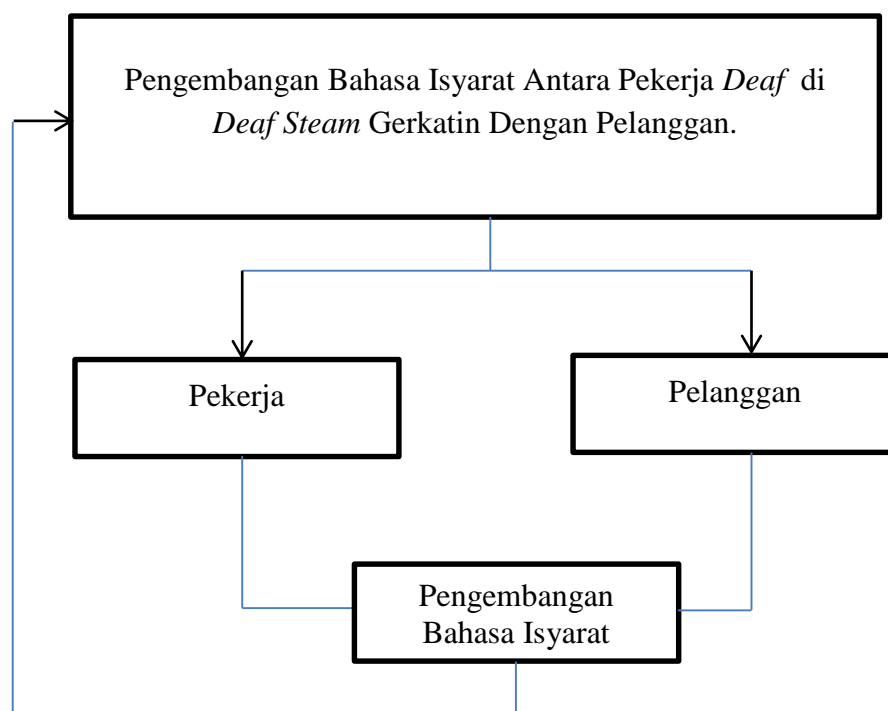 Pengembangan Bahasa Isyarat Antara Pekerja Deaf di
Deaf Steam Gerkatin Dengan Pelanggan.
Pekerja
Pelanggan
Pengembangan
Bahasa Isyarat